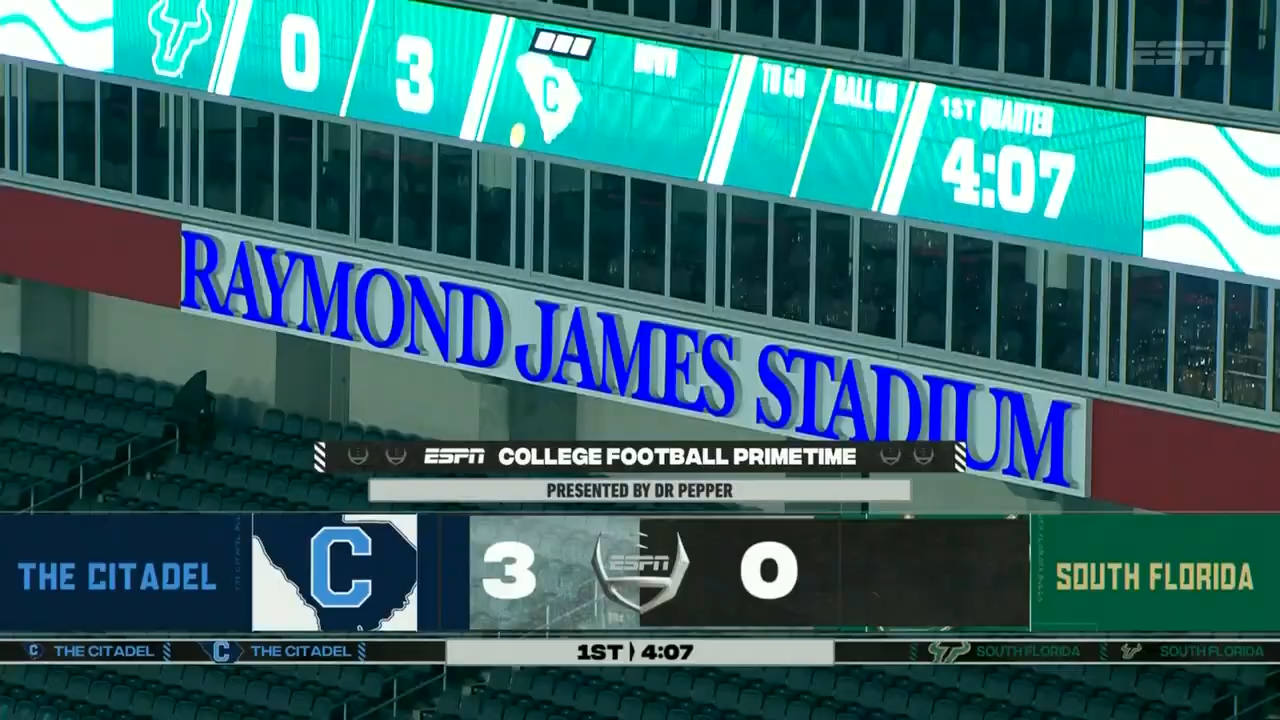 ESPN
0 3 C DOWN TO GO BALL ON 1ST QUARTER
4:07
RAYMOND JAMES STADIUM
ESPN COLLEGE FOOTBALL PRIMETIME
PRESENTED BY DR PEPPER
THE CITADEL C 3 ESPN 0 SOUTH FLORIDA
C THE CITADEL C THE CITADEL 1ST 4:07 SOUTH FLORIDA SOUTH FLORIDA